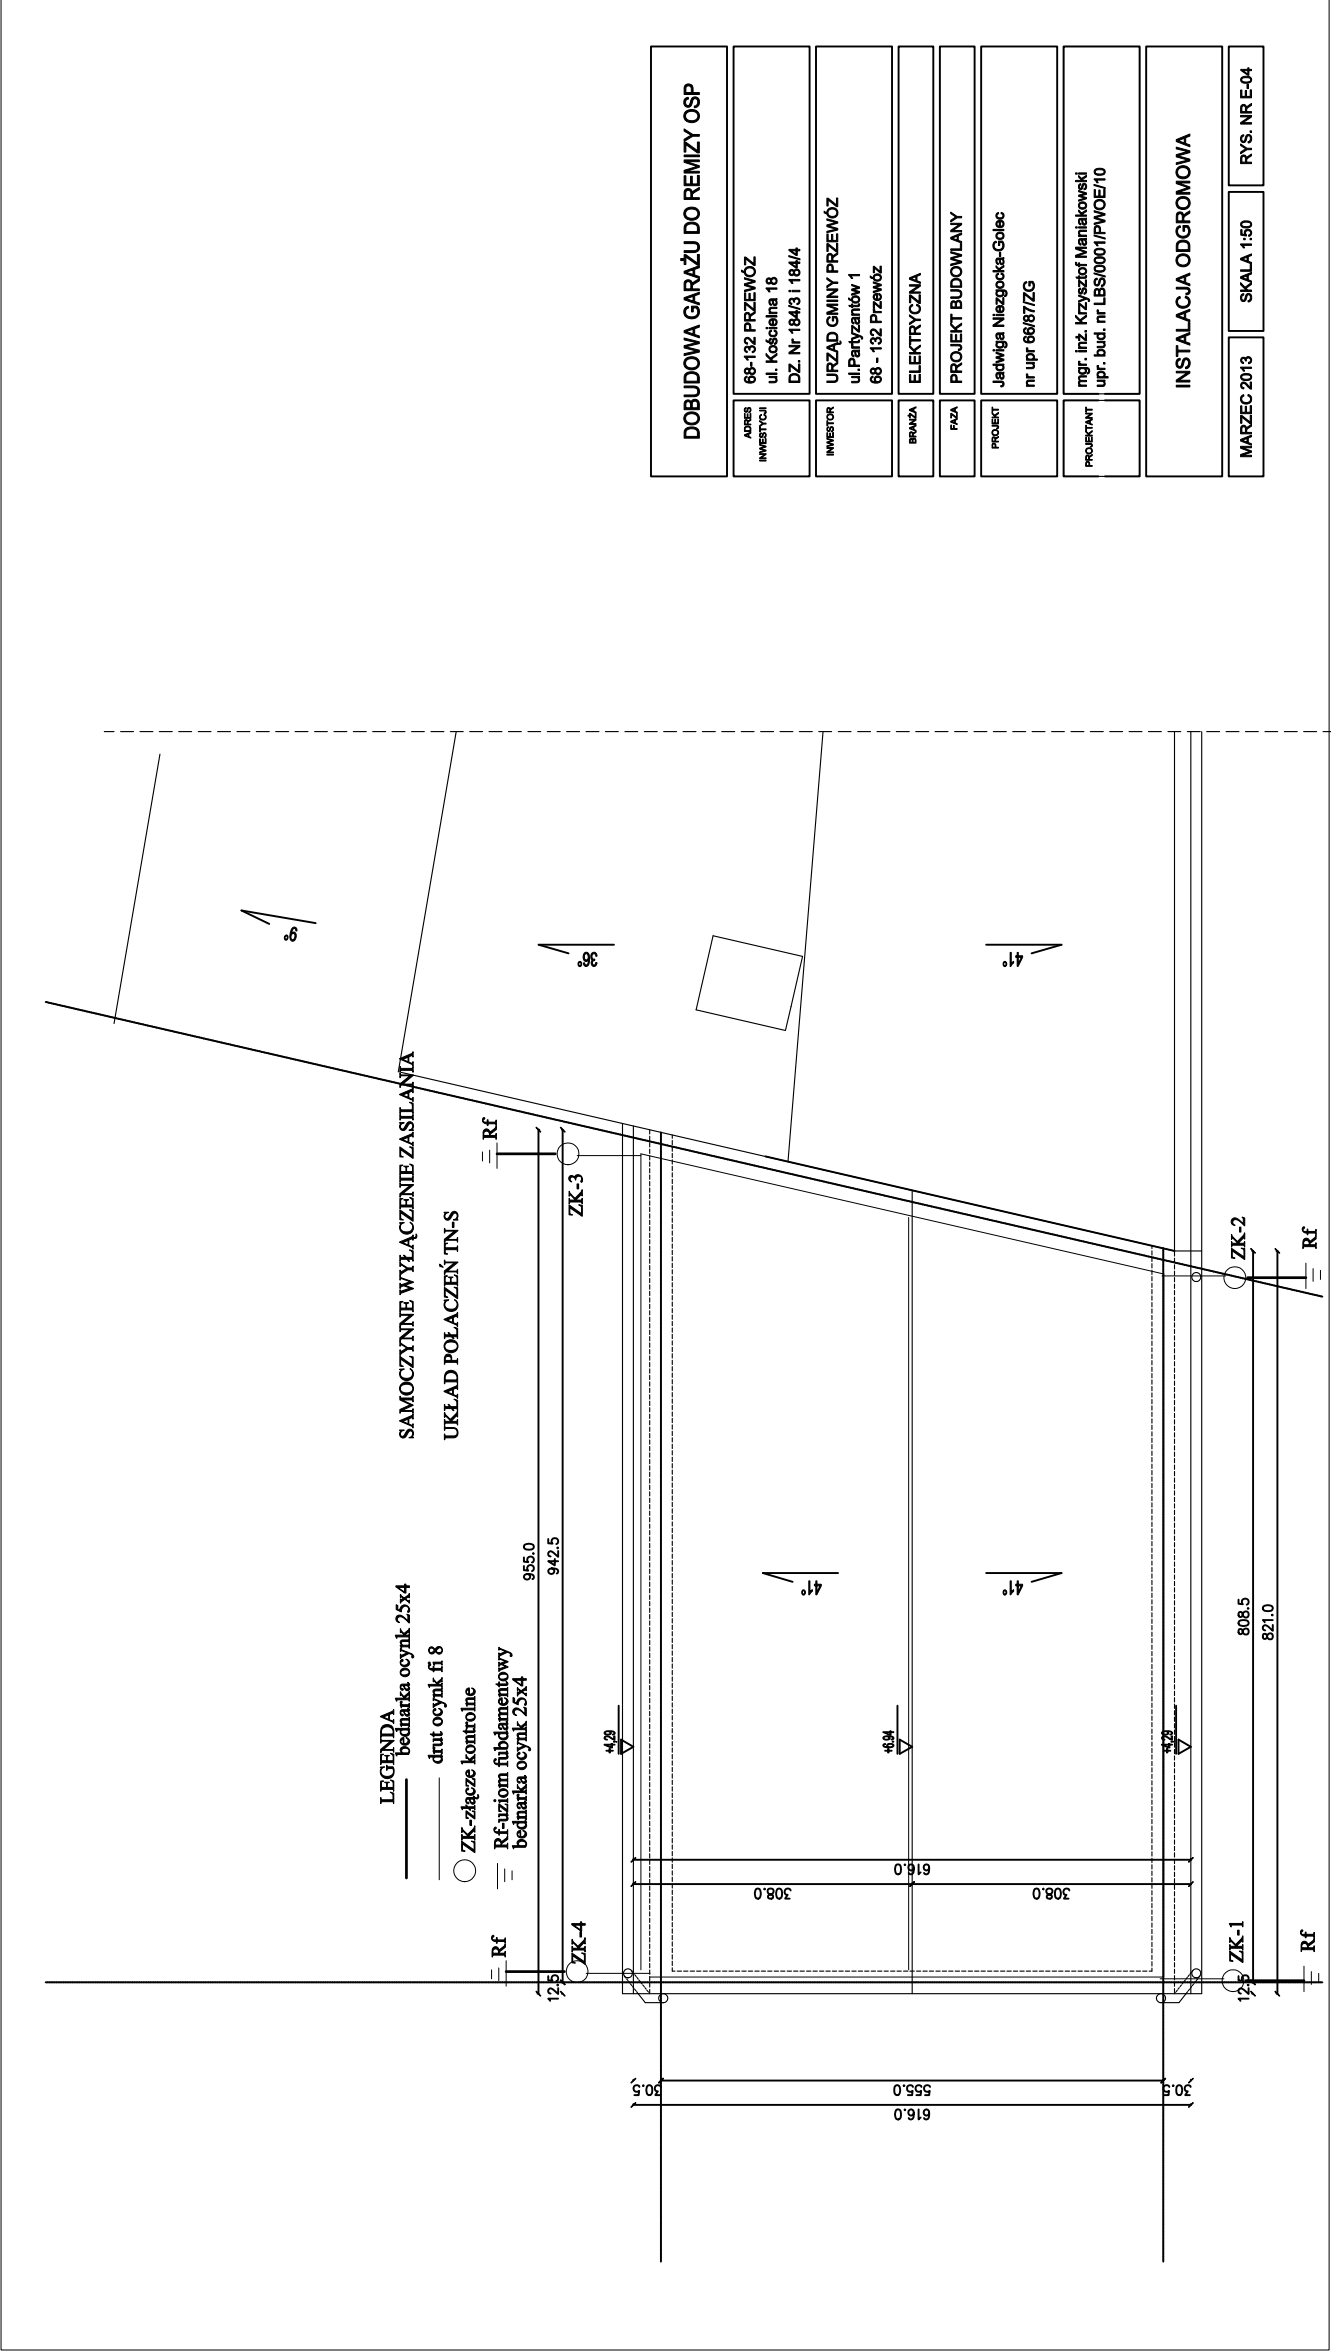 LEGENDA
bednarka ocynk 25x4
drut ocynk fi 8
ZK-złącze kontrolne
Rf-uziom fubdamentowy
bednarka ocynk 25x4
SAMOCZYNNE WYŁĄCZENIE ZASILANIA
UKŁAD POŁACZEŃ TN-S
9°
36°
41°
Rf
ZK-4
12.5
955.0
942.5
Rf
ZK-3
+4,29
+6.94
+4,29
41°
41°
308.0
308.0
616.0
30.5
555.0
30.5
616.0
ZK-1
Rf
12.5
808.5
821.0
ZK-2
Rf
DOBUDOWA GARAŻU DO REMIZY OSP
ADRES
INWESTYCJI
68-132 PRZEWÓZ
ul. Kościelna 18
DZ. Nr 184/3 i 184/4
INWESTOR
URZĄD GMINY PRZEWÓZ
ul.Partyzantów 1
68 - 132 Przewóz
BRANŻA
ELEKTRYCZNA
FAZA
PROJEKT BUDOWLANY
PROJEKT
Jadwiga Niezgocka-Golec
nr upr 66/87/ZG
PROJEKTANT
mgr. inż. Krzysztof Maniakowski
upr. bud. nr LBS/0001/PWOE/10
INSTALACJA ODGROMOWA
MARZEC 2013
SKALA 1:50
RYS. NR E-04